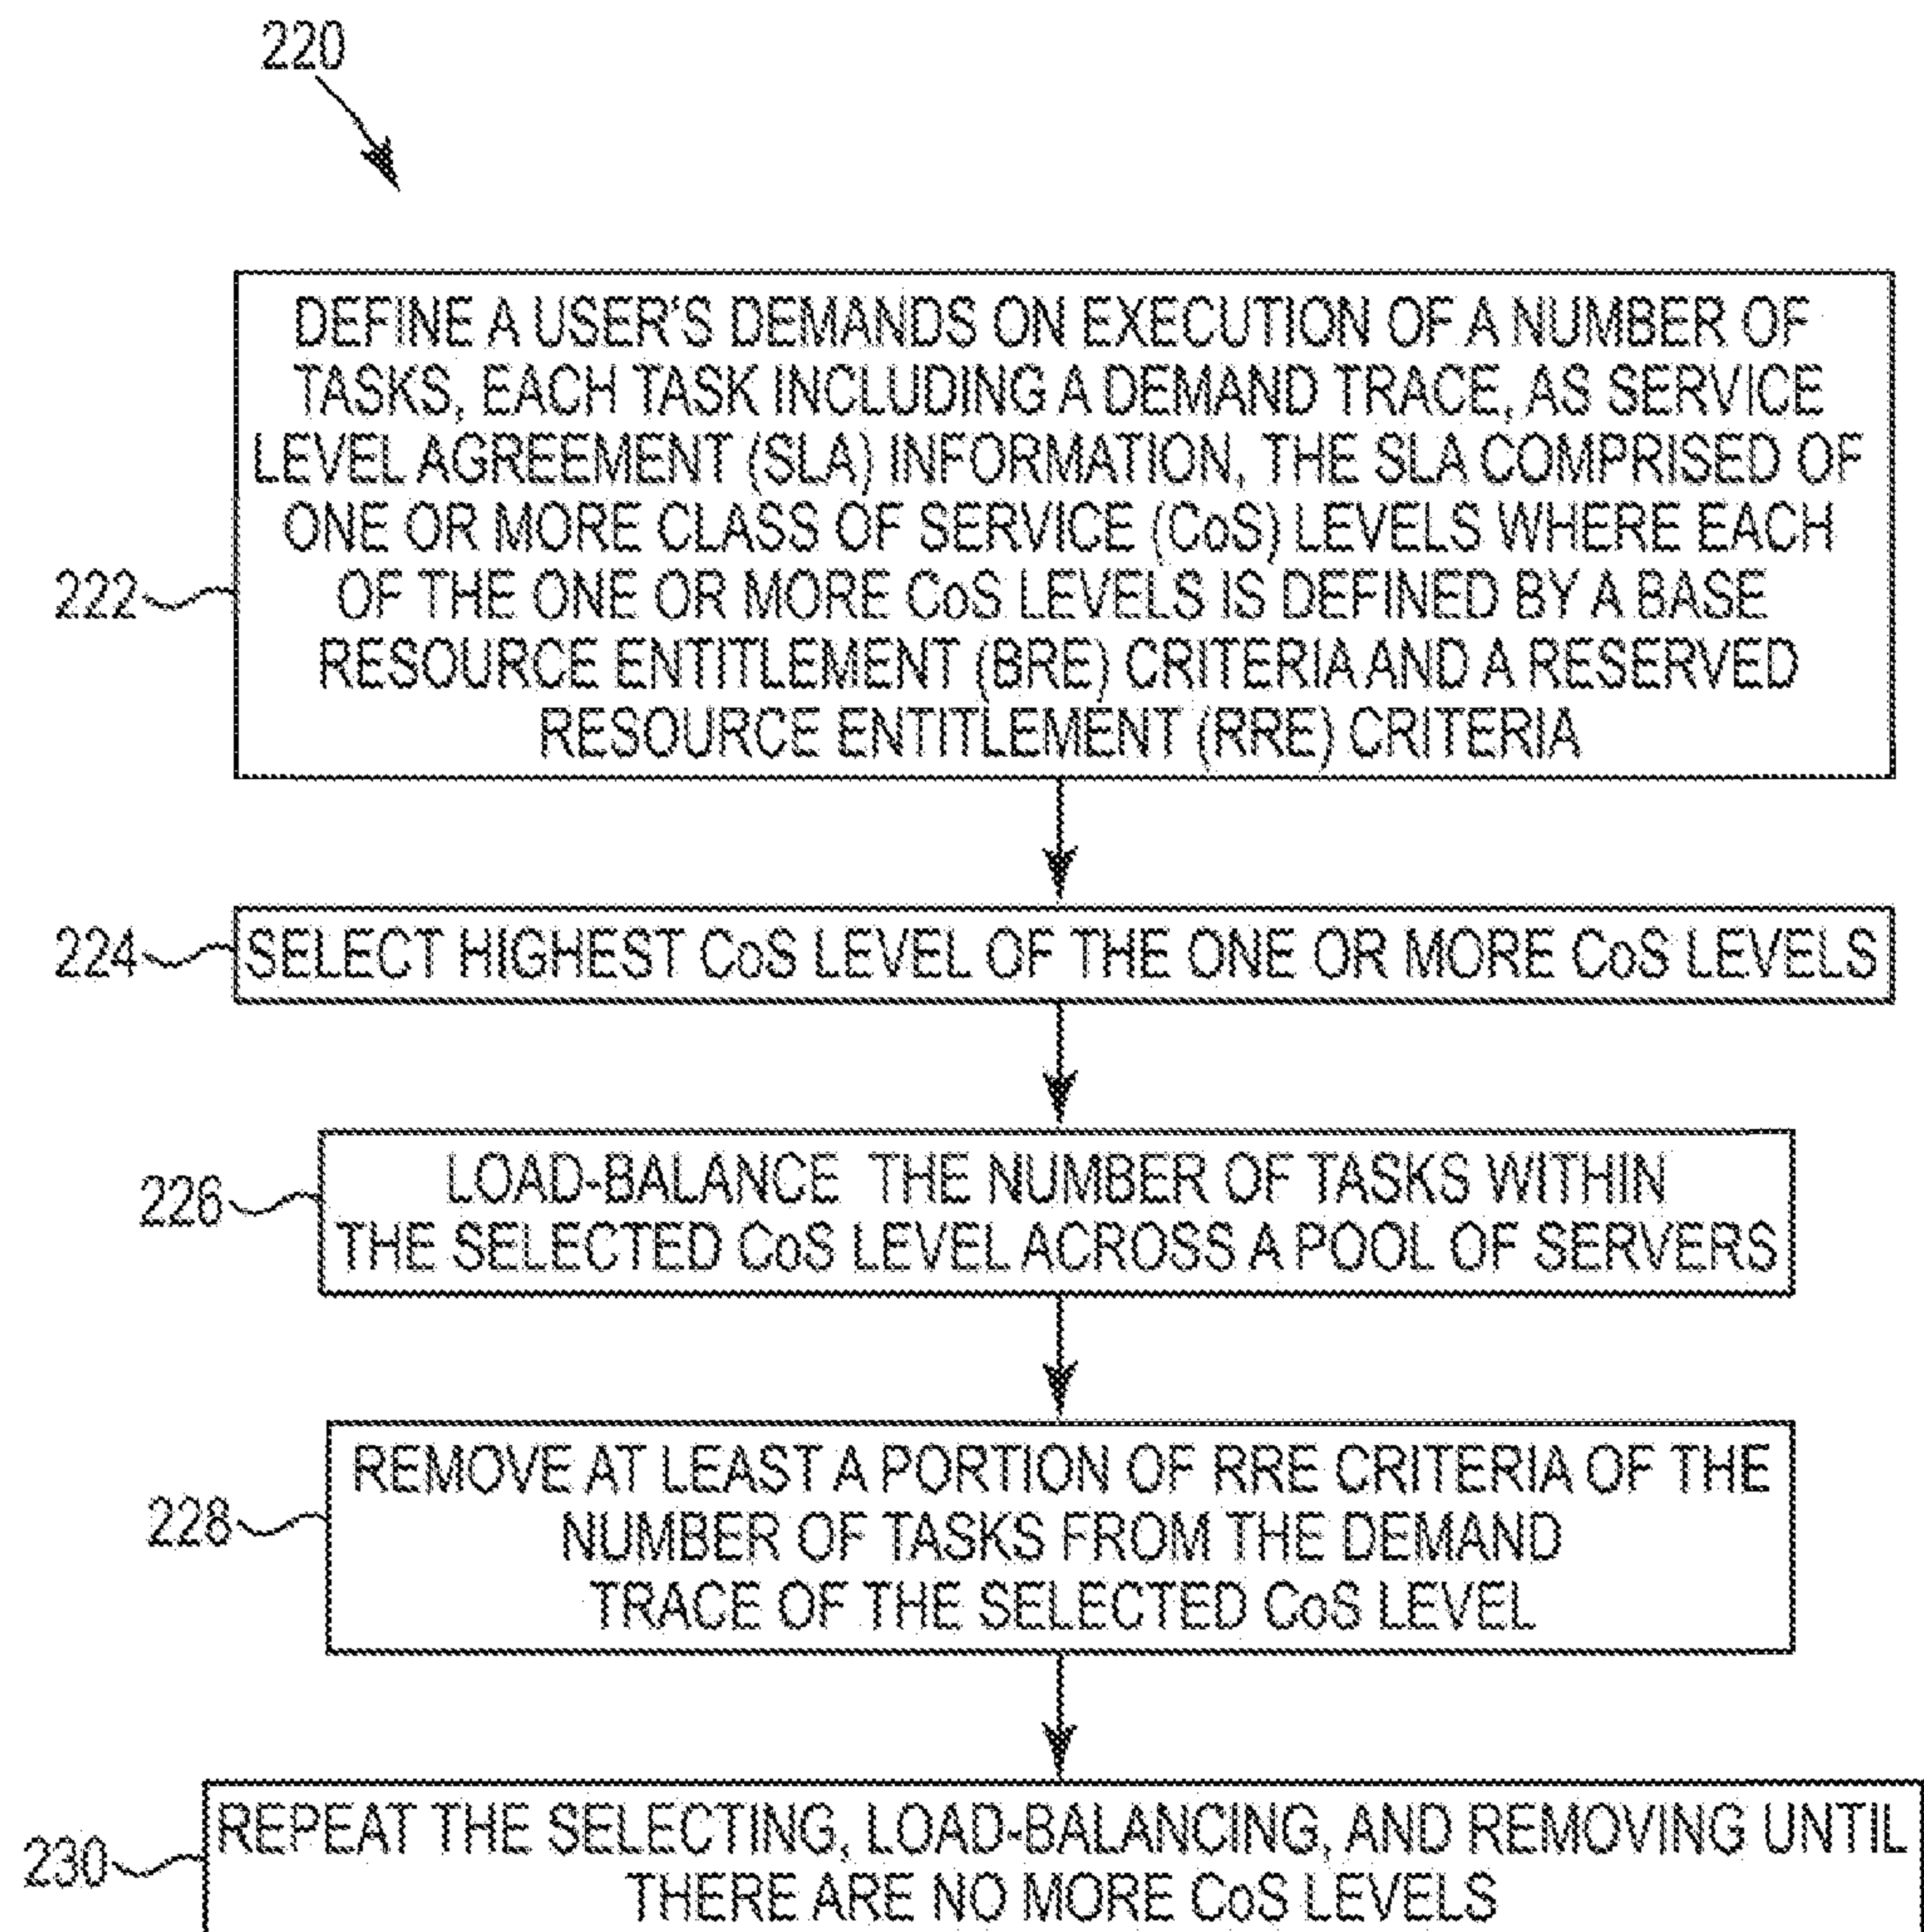 220
DEFINE A USER'S DEMANDS ON EXECUTION OF A NUMBER OF
TASKS, EACH TASK INCLUDING A DEMAND TRACE, AS SERVICE
LEVEL AGREEMENT (SLA) INFORMATION, THE SLA COMPRISED OF
ONE OR MORE CLASS OF SERVICE (CoS) LEVELS WHERE EACH
222
OF THE ONE OR MORE CoS LEVELS IS DEFINED BY A BASE
RESOURCE ENTITLEMENT (BRE) CRITERIA AND A RESERVED
RESOURCE ENTITLEMENT (RRE) CRITERIA
224
SELECT HIGHEST CoS LEVEL OF THE ONE OR MORE CoS LEVELS
226
LOAD-BALANCE THE NUMBER OF TASKS WITHIN
THE SELECTED CoS LEVEL ACROSS A POOL OF SERVERS
228
REMOVE AT LEAST A PORTION OF RRE CRITERIA OF THE
NUMBER OF TASKS FROM THE DEMAND
TRACE OF THE SELECTED CoS LEVEL
230
REPEAT THE SELECTING, LOAD-BALANCING, AND REMOVING UNTIL
THERE ARE NO MORE CoS LEVELS